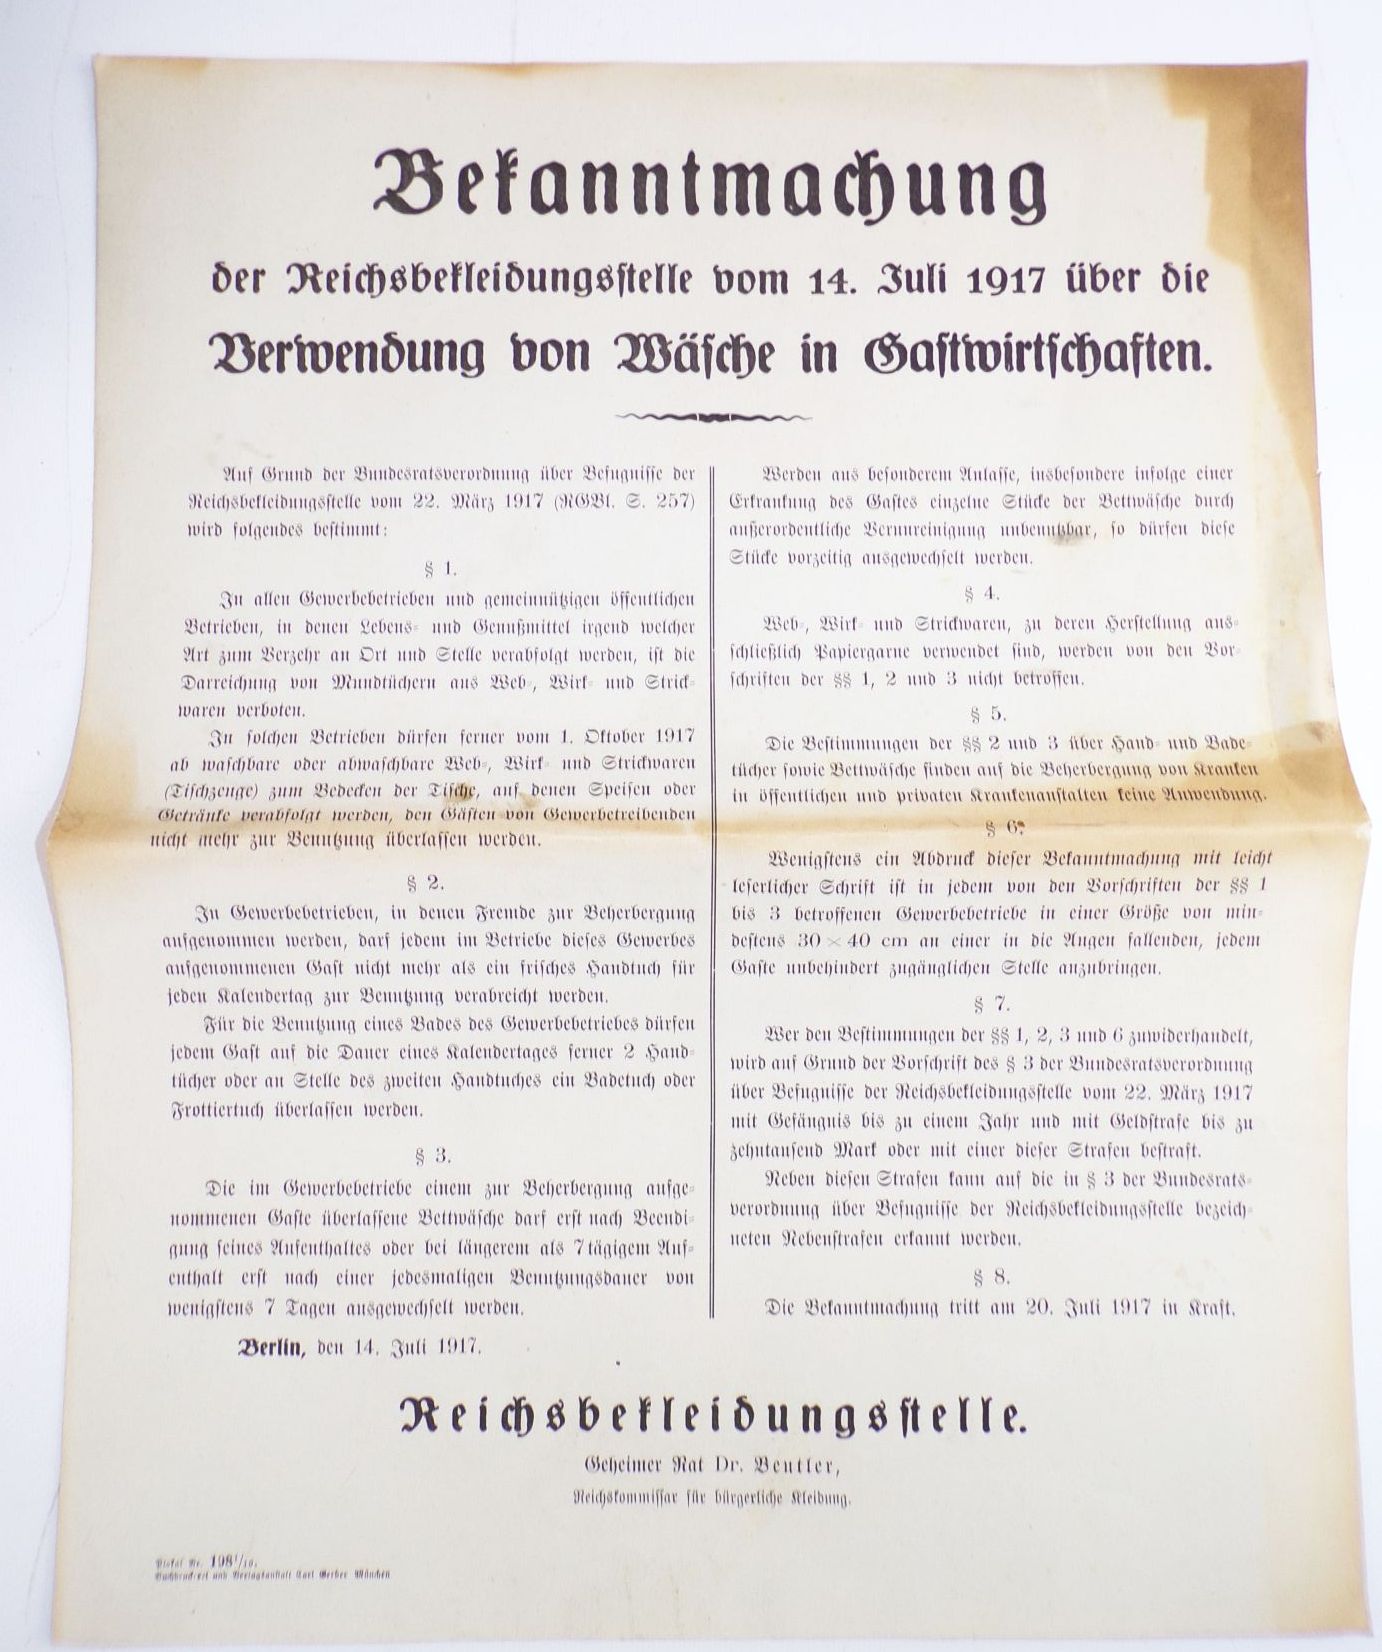 Bekanntmachung
der Reichsbekleidungsstelle vom 14. Juli 1917 über die
Verwendung von Wäsche in Gastwirtschaften.
Auf Grund der Bundesratsverordnung über Befugnisse der
Reichsbekleidungsstelle vom 22. März 1917 (RGBl. S. 257)
wird folgendes bestimmt:
§ 1.
In allen Gewerbebetrieben und gemeinnützigen öffentlichen
Betrieben, in denen Lebens- und Genußmittel irgend welcher
Art zum Verzehr an Ort und Stelle verabfolgt werden, ist die
Darreichung von Mundtüchern aus Web-, Wirk- und Strick-
waren verboten.
In solchen Betrieben dürfen ferner vom 1. Oktober 1917
ab waschbare oder abwaschbare Web-, Wirk- und Strickwaren
(Tischzeuge) zum Bedecken der Tische, auf denen Speisen oder
Getränke verabfolgt werden, den Gästen von Gewerbetreibenden
nicht mehr zur Benutzung überlassen werden.
§ 2.
In Gewerbebetrieben, in denen Fremde zur Beherbergung
aufgenommen werden, darf jedem im Betriebe dieses Gewerbes
aufgenommenen Gast nicht mehr als ein frisches Handtuch für
jeden Kalendertag zur Benutzung verabreicht werden.
Für die Benutzung eines Bades des Gewerbebetriebes dürfen
jedem Gast auf die Dauer eines Kalendertages ferner 2 Hand-
tücher oder an Stelle des zweiten Handtuches ein Badetuch oder
Frottiertuch überlassen werden.
§ 3.
Die im Gewerbebetriebe einem zur Beherbergung aufge-
nommenen Gaste überlassene Bettwäsche darf erst nach Beendi-
gung seines Aufenthaltes oder bei längerem als 7tägigem Auf-
enthalt erst nach einer jedesmaligen Benutzungsdauer von
wenigstens 7 Tagen ausgewechselt werden.
Werden aus besonderem Anlasse, insbesondere infolge einer
Erkrankung des Gastes einzelne Stücke der Bettwäsche durch
außerordentliche Verunreinigung unbenutzbar, so dürfen diese
Stücke vorzeitig ausgewechselt werden.
§ 4.
Web-, Wirk- und Strickwaren, zu deren Herstellung aus-
schließlich Papiergarne verwendet sind, werden von den Vor-
schriften der §§ 1, 2 und 3 nicht betroffen.
§ 5.
Die Bestimmungen der §§ 2 und 3 über Hand- und Bade-
tücher sowie Bettwäsche finden auf die Beherbergung von Kranken
in öffentlichen und privaten Krankenanstalten keine Anwendung.
§ 6.
Wenigstens ein Abdruck dieser Bekanntmachung mit leicht
leserlicher Schrift ist in jedem von den Vorschriften der §§ 1
bis 3 betroffenen Gewerbebetriebe in einer Größe von min-
destens 30 × 40 cm an einer in die Augen fallenden, jedem
Gaste unbehindert zugänglichen Stelle anzubringen.
§ 7.
Wer den Bestimmungen der §§ 1, 2, 3 und 6 zuwiderhandelt,
wird auf Grund der Vorschrift des § 3 der Bundesratsverordnung
über Befugnisse der Reichsbekleidungsstelle vom 22. März 1917
mit Gefängnis bis zu einem Jahr und mit Geldstrafe bis zu
zehntausend Mark oder mit einer dieser Strafen bestraft.
Neben diesen Strafen kann auf die in § 3 der Bundesrats-
verordnung über Befugnisse der Reichsbekleidungsstelle bezeich-
neten Nebenstrafen erkannt werden.
§ 8.
Die Bekanntmachung tritt am 20. Juli 1917 in Kraft.
Berlin, den 14. Juli 1917.
Reichsbekleidungsstelle.
Geheimer Rat Dr. Beutler,
Reichskommissar für bürgerliche Kleidung.
Plakat Nr. 198¹/₁₀.
Buchdruckerei und Verlagsanstalt Carl Gerber München